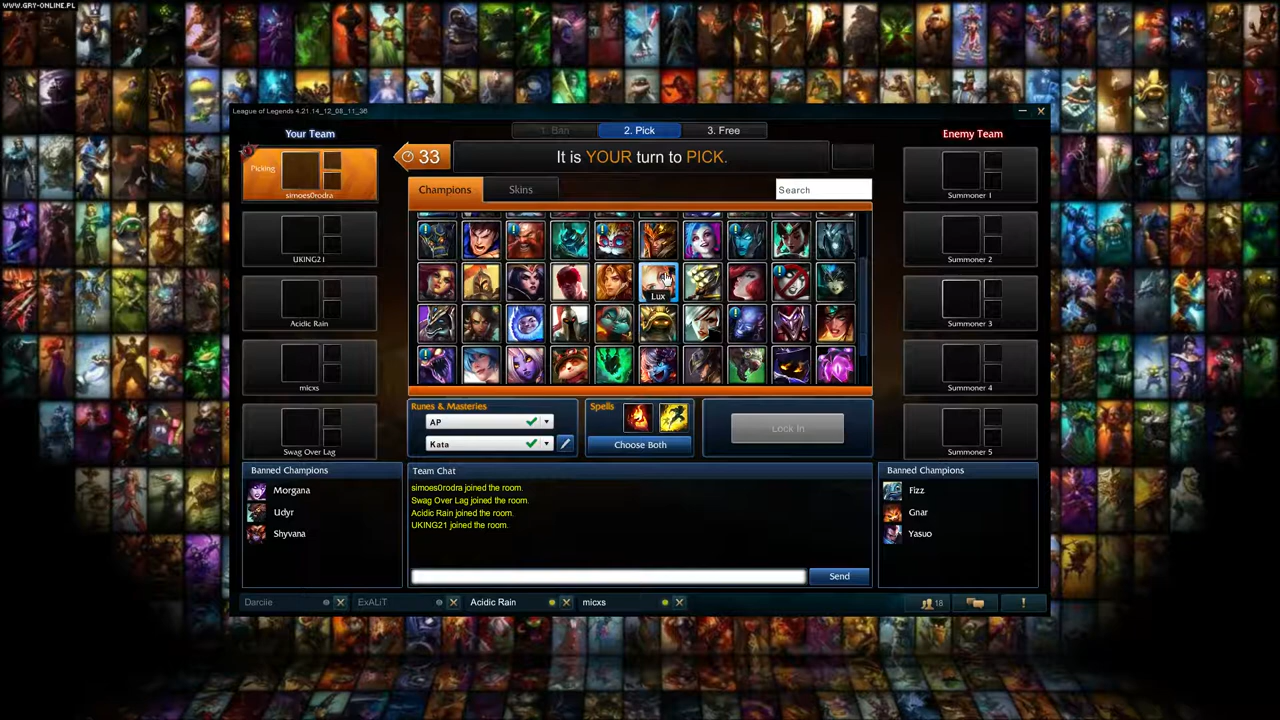 WWW.GRY-ONLINE.PL
League of Legends 4.21.14_12_08_11_36
Your Team
1. Ban
2. Pick
3. Free
Enemy Team
33
It is YOUR turn to PICK.
Picking
simoes0rodra
UKING21
Acidic Rain
micxs
Swag Over Lag
Champions
Skins
Search
Lux
Summoner 1
Summoner 2
Summoner 3
Summoner 4
Summoner 5
Runes & Masteries
AP
Kata
Spells
Choose Both
Lock In
Banned Champions
Morgana
Udyr
Shyvana
Team Chat
simoes0rodra joined the room.
Swag Over Lag joined the room.
Acidic Rain joined the room.
UKING21 joined the room.
Send
Banned Champions
Fizz
Gnar
Yasuo
Darciie
ExALiT
Acidic Rain
micxs
18